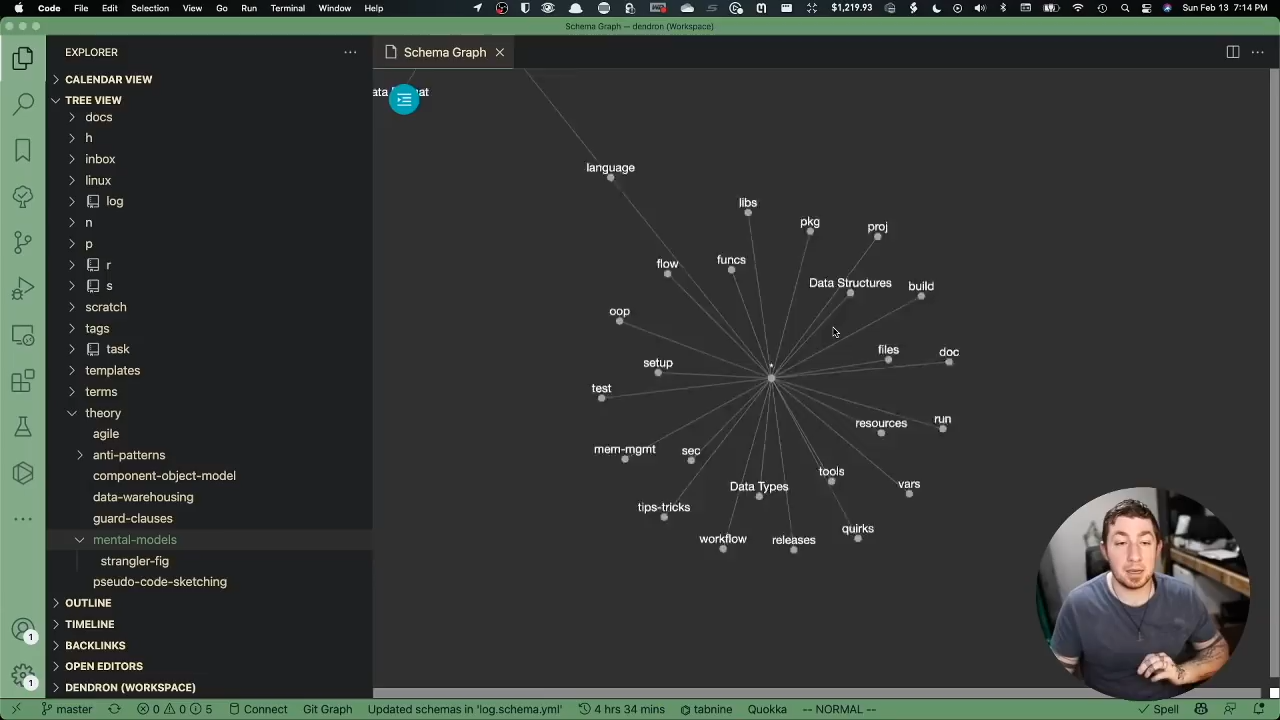 Code File Edit Selection View Go Run Terminal Window Help $1,219.93 Sun Feb 13 7:14 PM
Schema Graph — dendron (Workspace)
EXPLORER
Schema Graph
CALENDAR VIEW
TREE VIEW
docs
h
inbox
linux
log
n
p
r
s
scratch
tags
task
templates
terms
theory
agile
anti-patterns
component-object-model
data-warehousing
guard-clauses
mental-models
strangler-fig
pseudo-code-sketching
OUTLINE
TIMELINE
BACKLINKS
OPEN EDITORS
DENDRON (WORKSPACE)
1
1
language
libs
pkg
proj
flow
funcs
Data Structures
build
oop
files
doc
setup
*
test
resources
run
mem-mgmt
sec
tools
vars
Data Types
tips-tricks
quirks
workflow
releases
master 0 0 5 Connect Git Graph Updated schemas in 'log.schema.yml' 4 hrs 34 mins tabnine Quokka -- NORMAL -- Spell